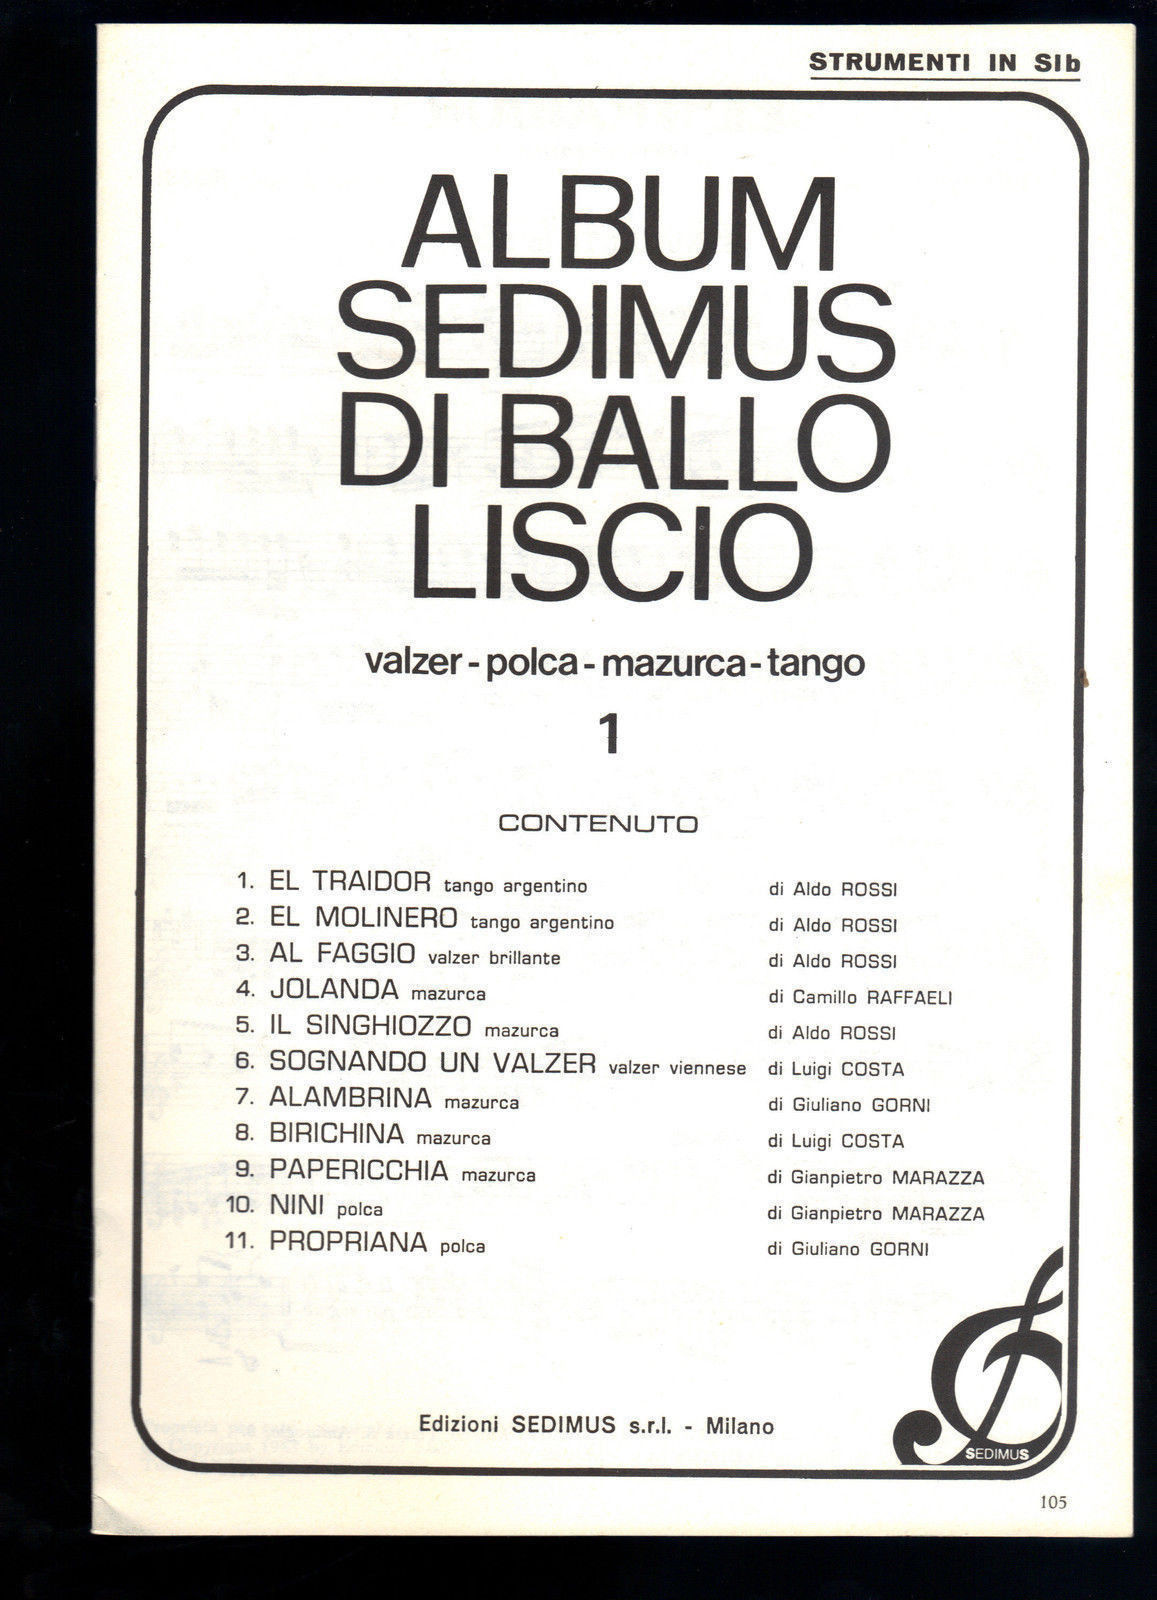 STRUMENTI IN SIb
ALBUM
SEDIMUS
DI BALLO
LISCIO
valzer - polca - mazurca - tango
1
CONTENUTO
1. EL TRAIDOR tango argentino di Aldo ROSSI
2. EL MOLINERO tango argentino di Aldo ROSSI
3. AL FAGGIO valzer brillante di Aldo ROSSI
4. JOLANDA mazurca di Camillo RAFFAELI
5. IL SINGHIOZZO mazurca di Aldo ROSSI
6. SOGNANDO UN VALZER valzer viennese di Luigi COSTA
7. ALAMBRINA mazurca di Giuliano GORNI
8. BIRICHINA mazurca di Luigi COSTA
9. PAPERICCHIA mazurca di Gianpietro MARAZZA
10. NINI polca di Gianpietro MARAZZA
11. PROPRIANA polca di Giuliano GORNI
Edizioni SEDIMUS s.r.l. - Milano
SEDIMUS
105